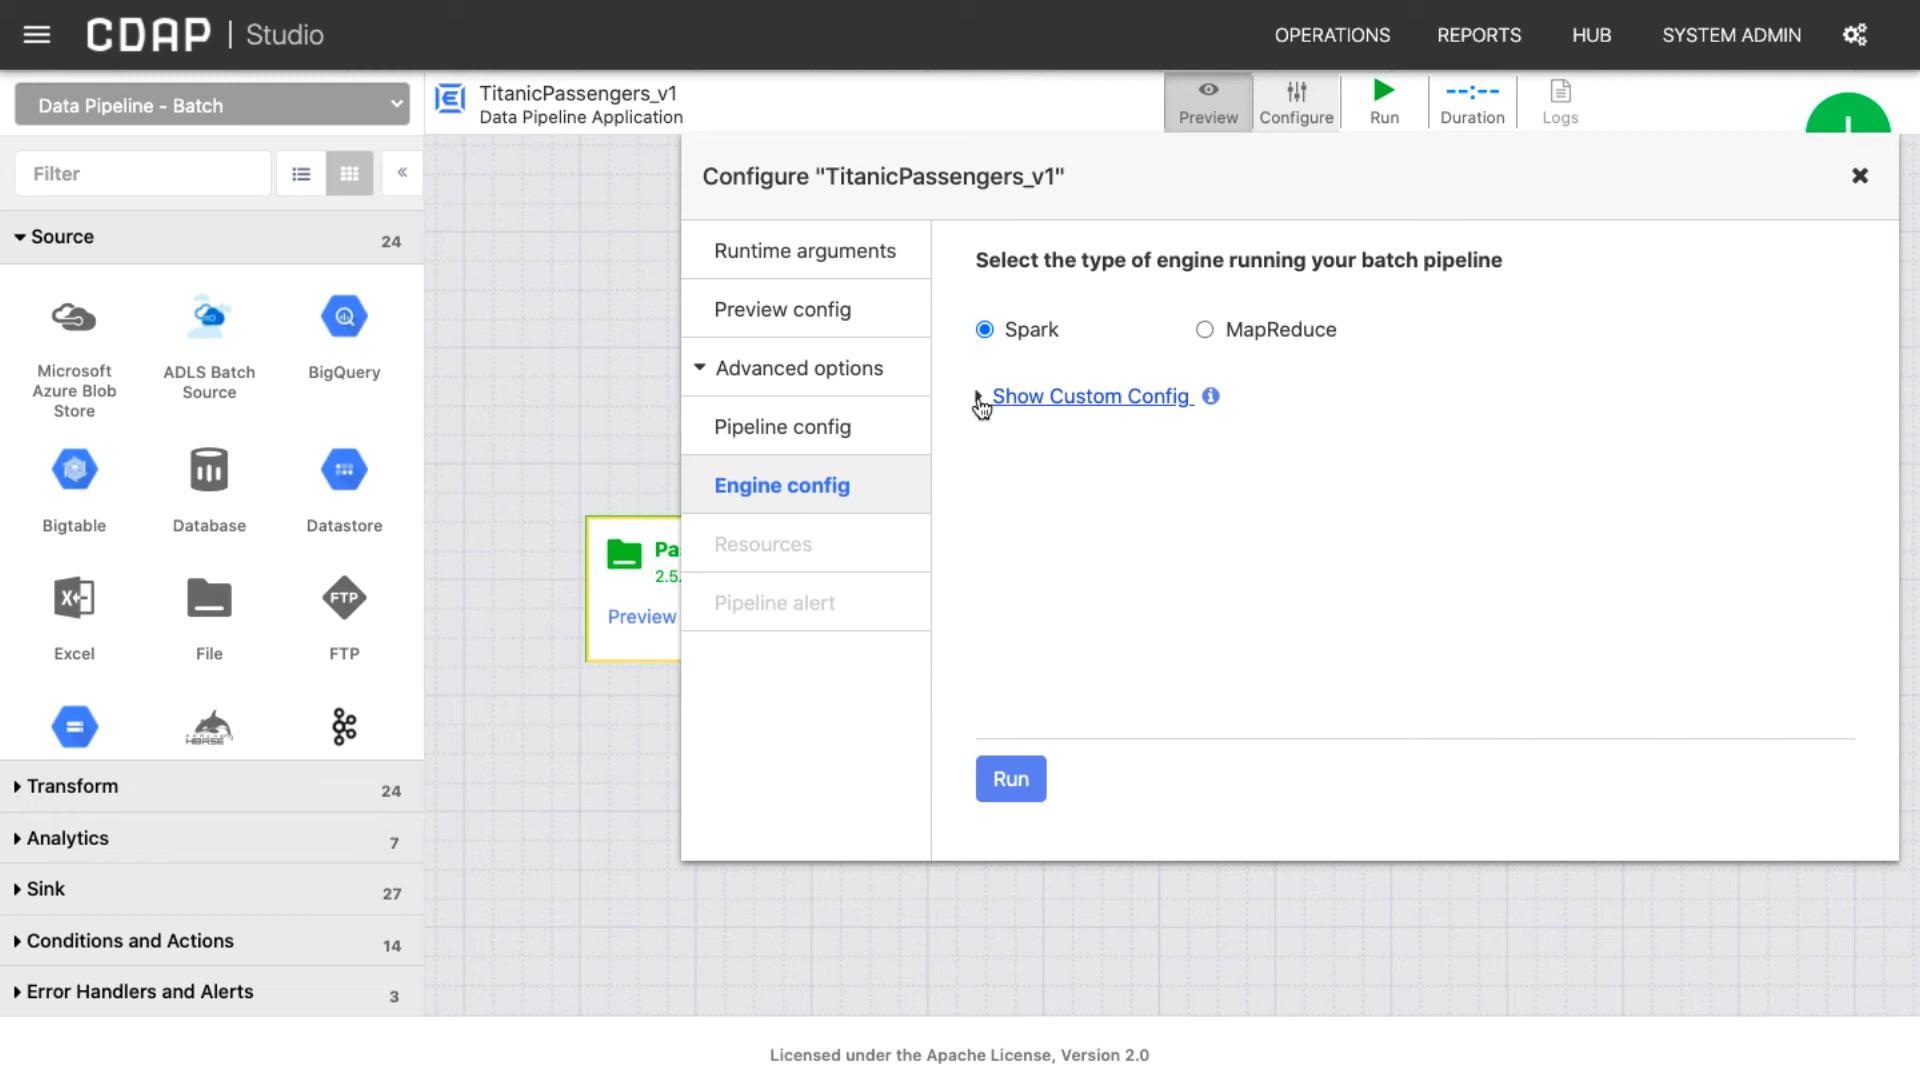 CDAP | Studio
OPERATIONS
REPORTS
HUB
SYSTEM ADMIN
Data Pipeline - Batch
TitanicPassengers_v1
Data Pipeline Application
Preview
Configure
Run
--:--
Duration
Logs
Filter
Source
24
Microsoft
Azure Blob
Store
ADLS Batch
Source
BigQuery
Bigtable
Database
Datastore
Excel
File
FTP
FTP
HBASE
Transform
24
Analytics
7
Sink
27
Conditions and Actions
14
Error Handlers and Alerts
3
Pa
2.5.
Preview
Configure "TitanicPassengers_v1"
Runtime arguments
Preview config
Advanced options
Pipeline config
Engine config
Resources
Pipeline alert
Select the type of engine running your batch pipeline
Spark
MapReduce
Show Custom Config
Run
Licensed under the Apache License, Version 2.0